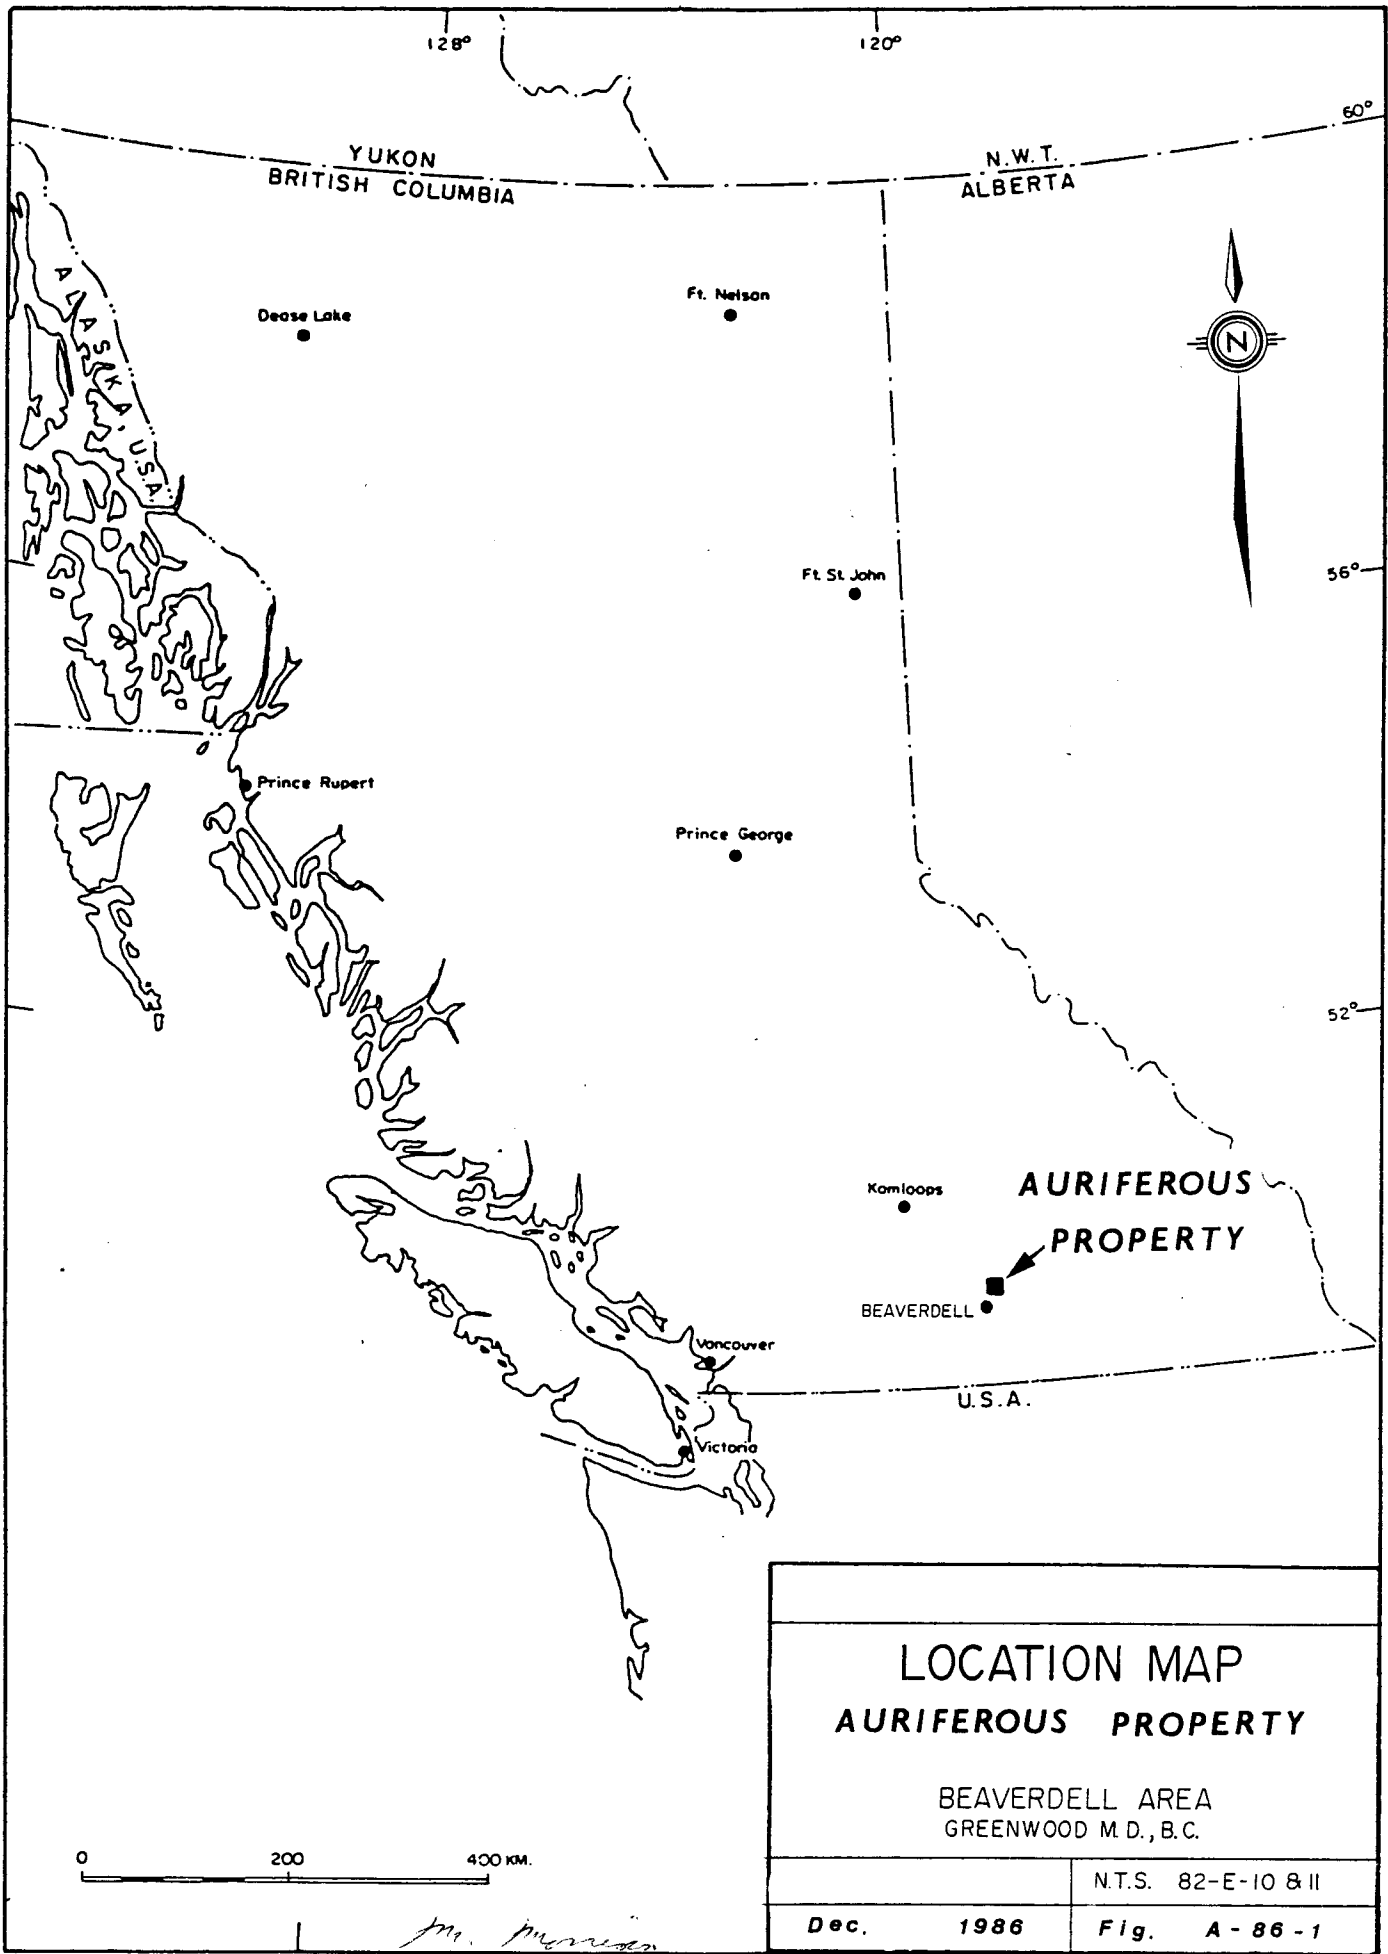 128°
120°
60°
YUKON
BRITISH COLUMBIA
N.W.T.
ALBERTA
ALASKA, U.S.A.
Dease Lake
Ft. Nelson
N
Ft. St. John
56°
Prince Rupert
Prince George
52°
Kamloops
AURIFEROUS
PROPERTY
BEAVERDELL
Vancouver
U.S.A.
Victoria
LOCATION MAP
AURIFEROUS PROPERTY
BEAVERDELL AREA
GREENWOOD M.D., B.C.
0 200 400 KM.
N.T.S. 82-E-10 & 11
Dec. 1986 Fig. A-86-1